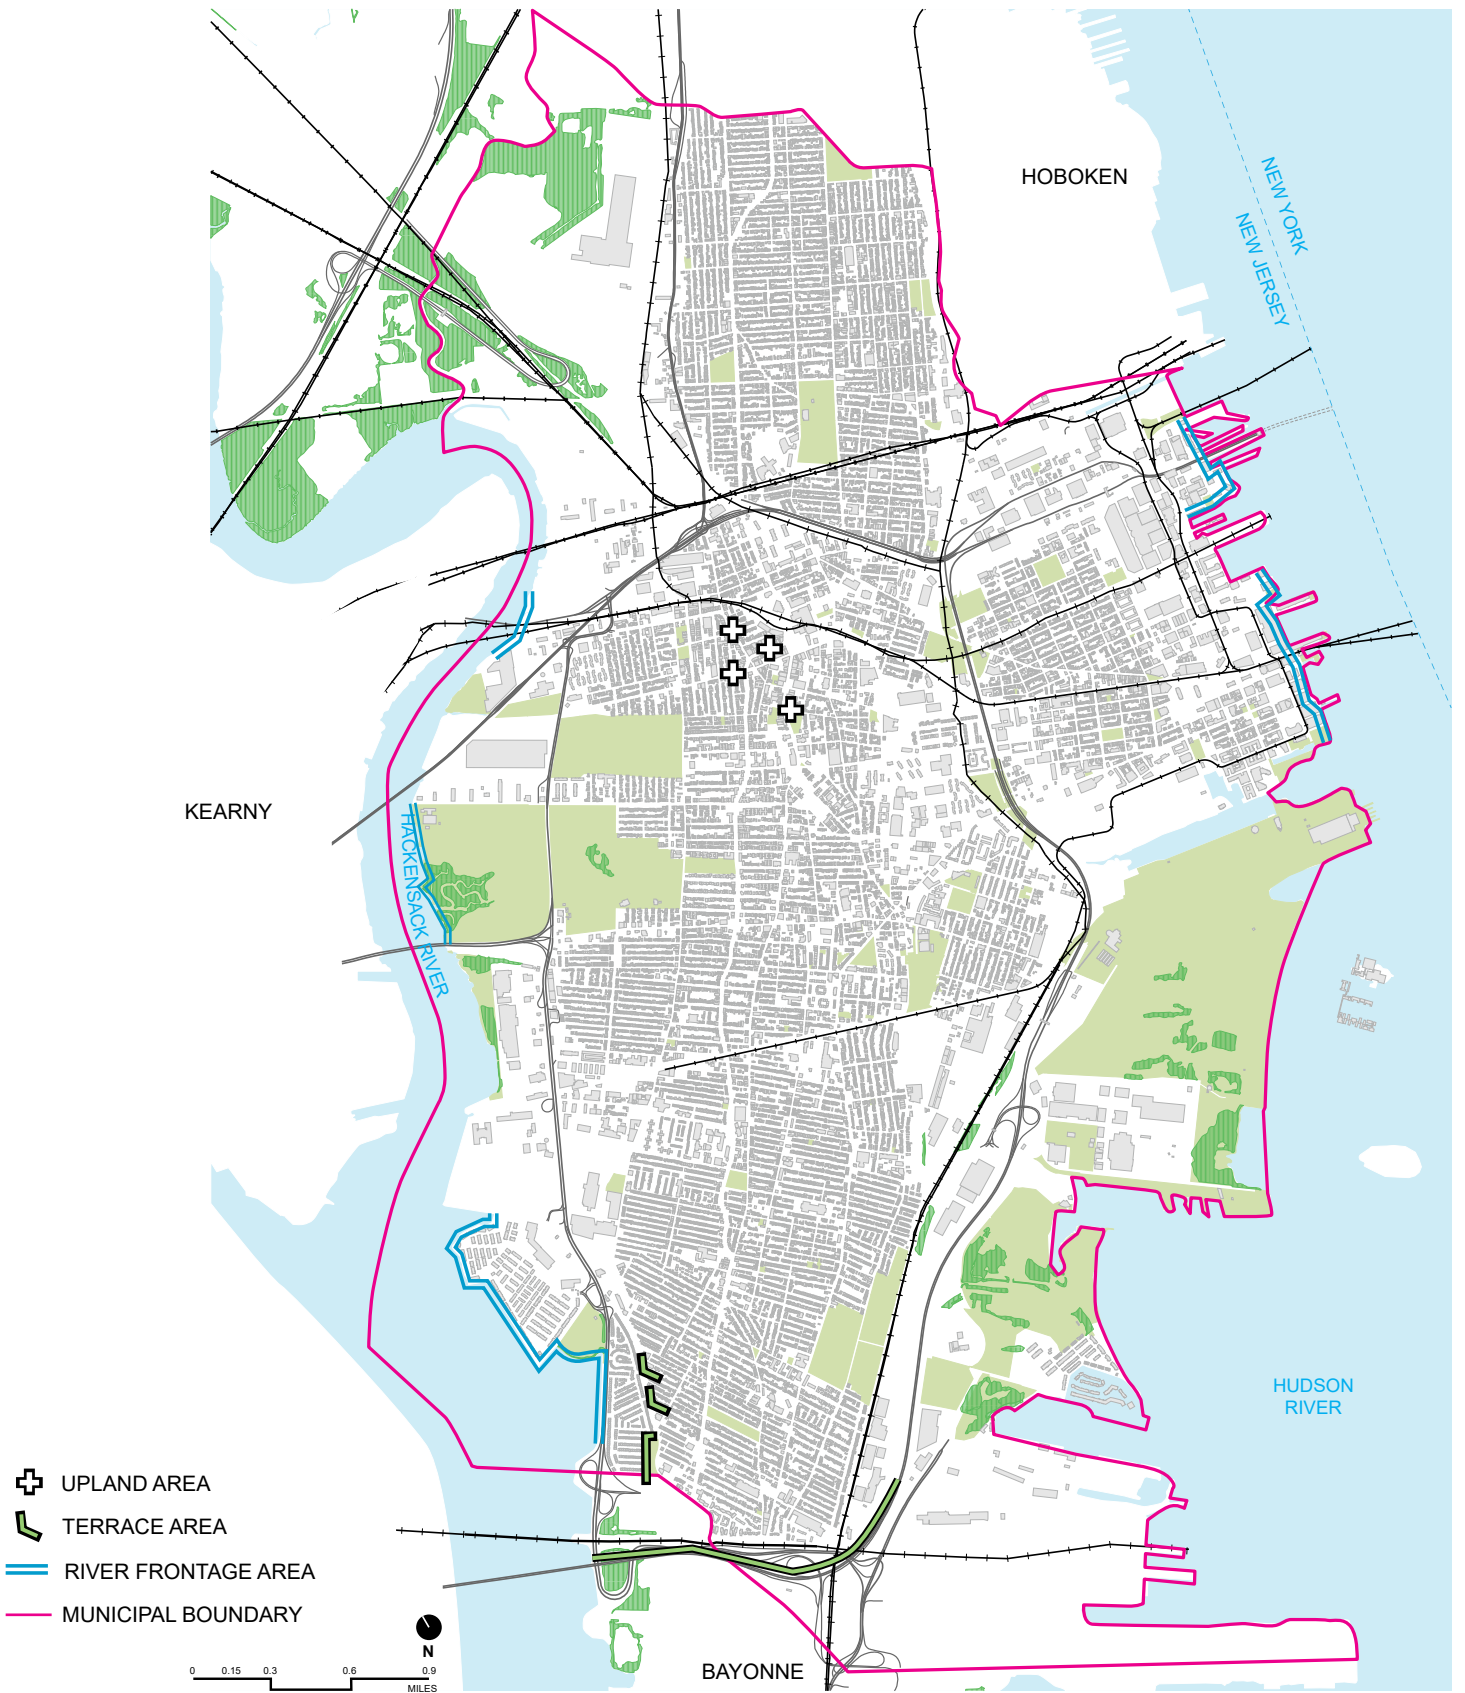 HOBOKEN
NEW YORK
NEW JERSEY
KEARNY
HACKENSACK RIVER
HUDSON
RIVER
UPLAND AREA
TERRACE AREA
RIVER FRONTAGE AREA
MUNICIPAL BOUNDARY
N
0 0.15 0.3 0.6 0.9
MILES
BAYONNE